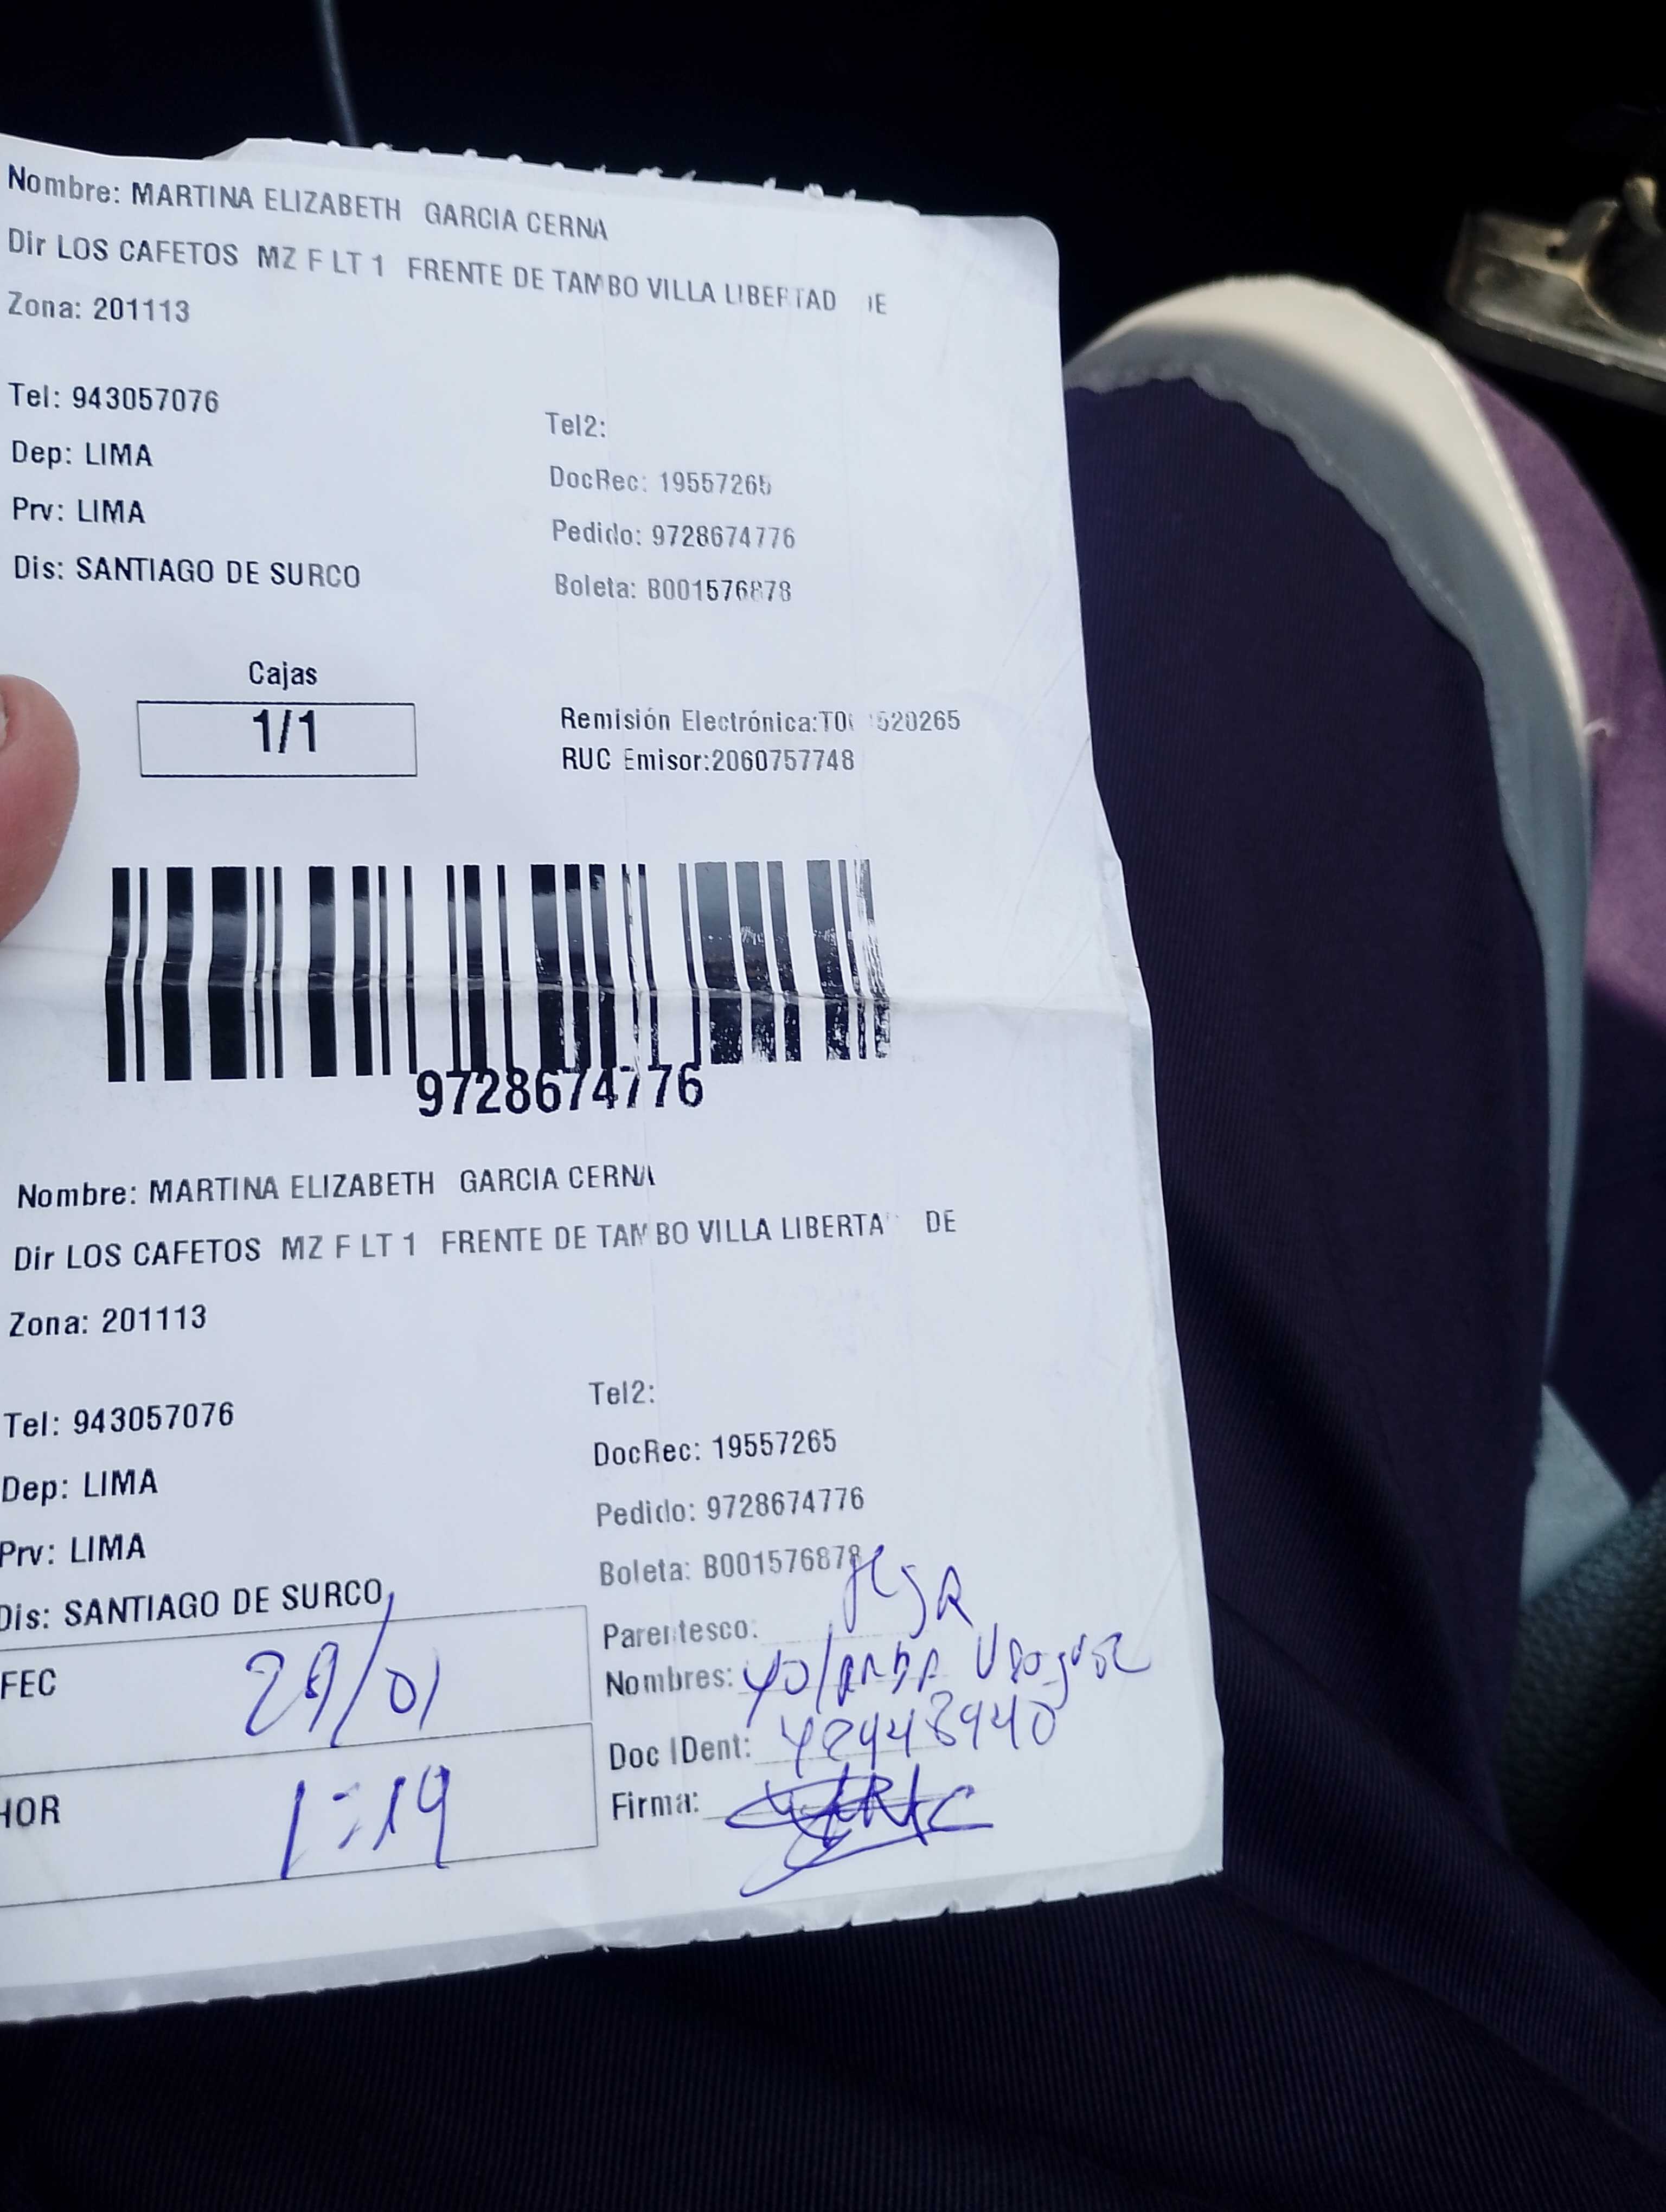 Nombre: MARTINA ELIZABETH GARCIA CERNA
Dir LOS CAFETOS MZ F LT 1 FRENTE DE TAMBO VILLA LIBERTAD
Zona: 201113
Tel: 943057076
Tel2:
Dep: LIMA
DocRec: 19557265
Prv: LIMA
Pedido: 9728674776
Dis: SANTIAGO DE SURCO
Boleta: B001576878
Cajas
1/1
Remisión Electrónica:
RUC Emisor:2060757748
9728674776
Nombre: MARTINA ELIZABETH GARCIA CERNA
Dir LOS CAFETOS MZ F LT 1 FRENTE DE TAMBO VILLA DE
Zona: 201113
Tel: 943057076
Tel2:
Dep: LIMA
DocRec: 19557265
Prv: LIMA
Pedido: 9728674776
Dis: SANTIAGO DE SURCO
Boleta: B001576878
Parentesco:
FEC 29/01
Nombres: Yolanda
Doc IDent:
HOR 1:19
Firma: